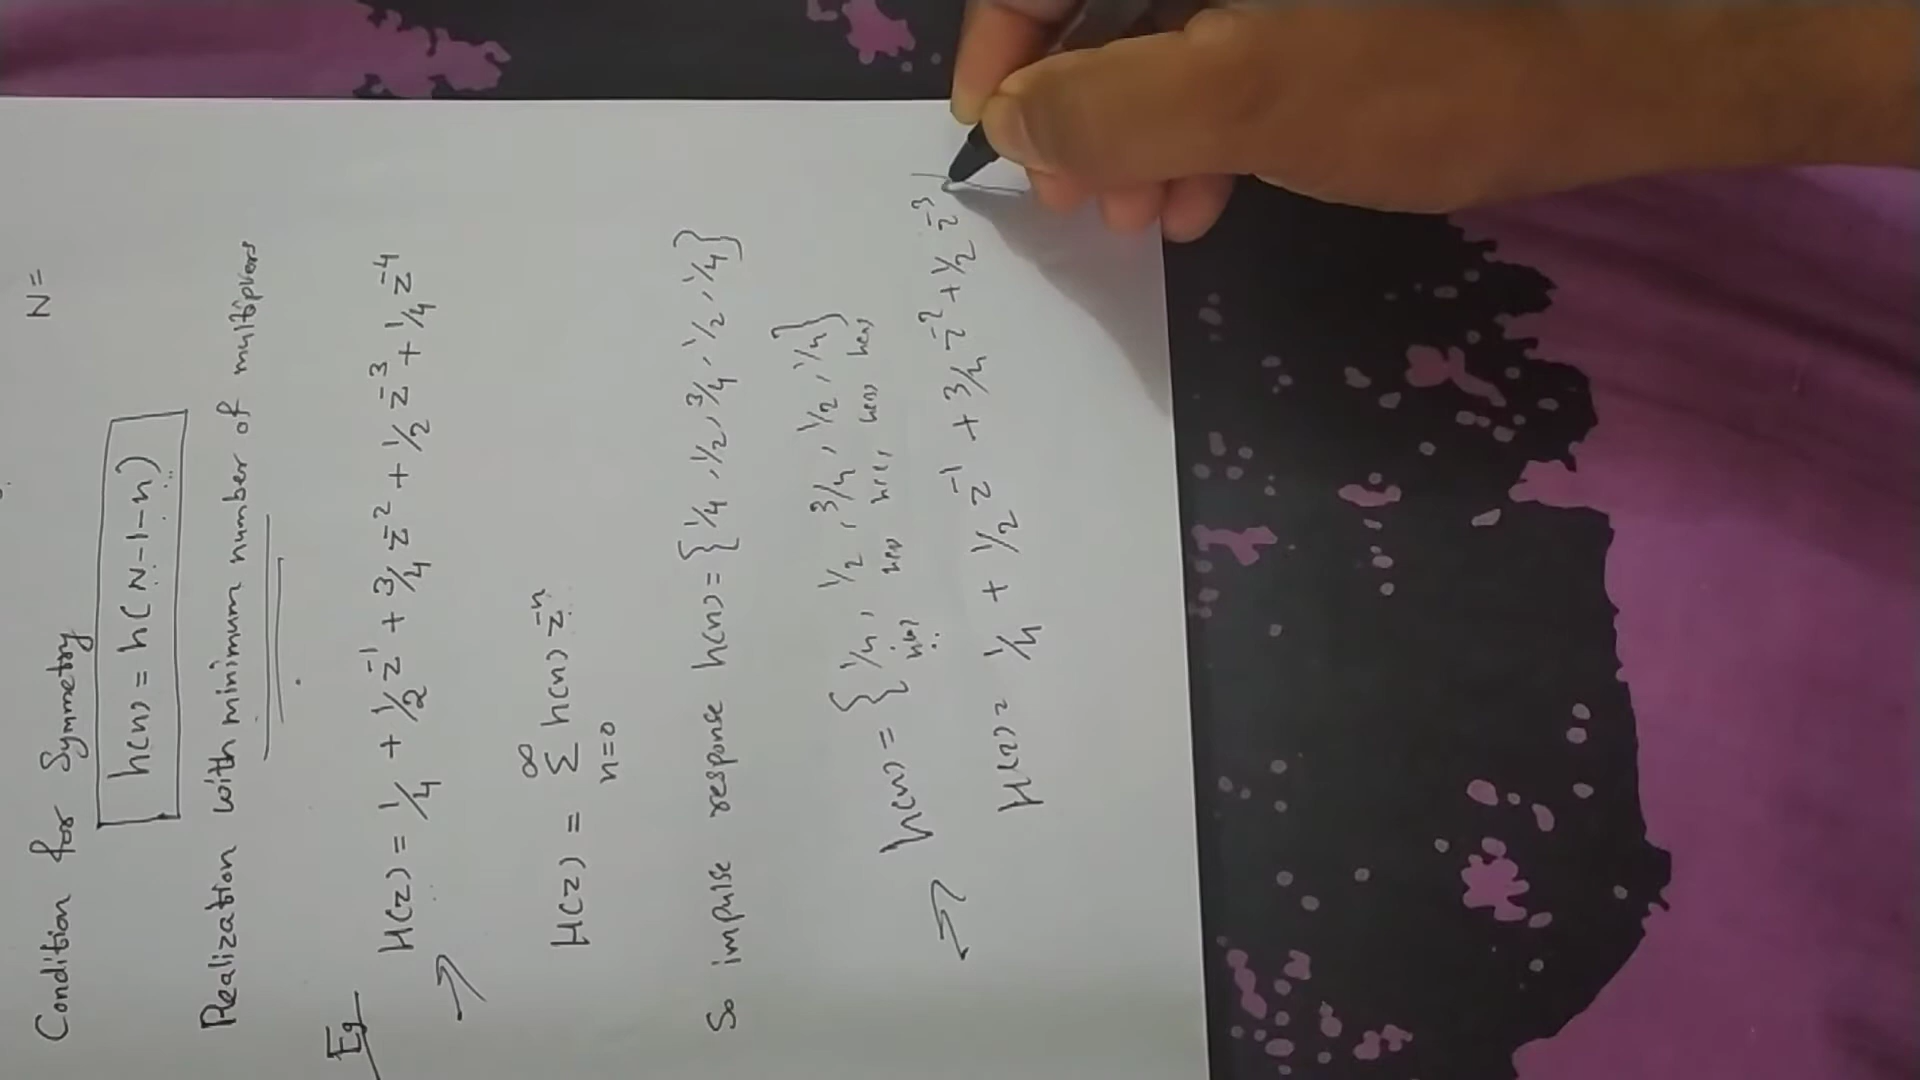 N=
Condition for Symmetry
h(n) = h(N-1-n)
Realization with minimum number of multipliers
Eg
H(z) = 1/4 + 1/2 z^-1 + 3/4 z^-2 + 1/2 z^-3 + 1/4 z^-4
→ H(z) = ∞ Σ n=0 h(n) z^-n
So impulse response h(n) = {1/4, 1/2, 3/4, 1/2, 1/4}
→ h(n) = {1/4, 1/2, 3/4, 1/2, 1/4}
H(z) = 1/4 + 1/2 z^-1 + 3/4 z^-2 + 1/2 z^-3